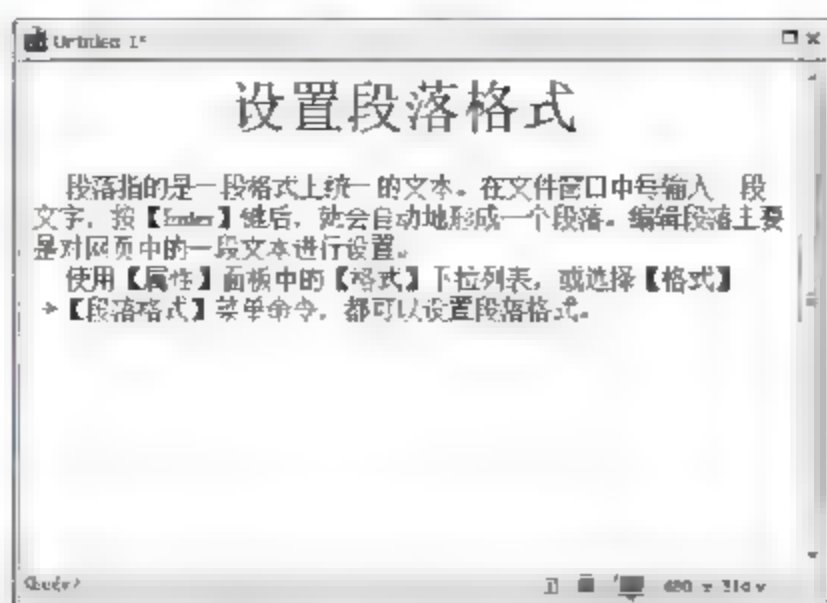 Untitled 1*
设置段落格式
段落指的是一段格式上统一的文本。在文件窗口中每输入一段
文字,按【Enter】键后,就会自动地形成一个段落。编辑段落主要
是对网页中的一段文本进行设置。
使用【属性】面板中的【格式】下拉列表,或选择【格式】
→【段落格式】菜单命令,都可以设置段落格式。
<body>